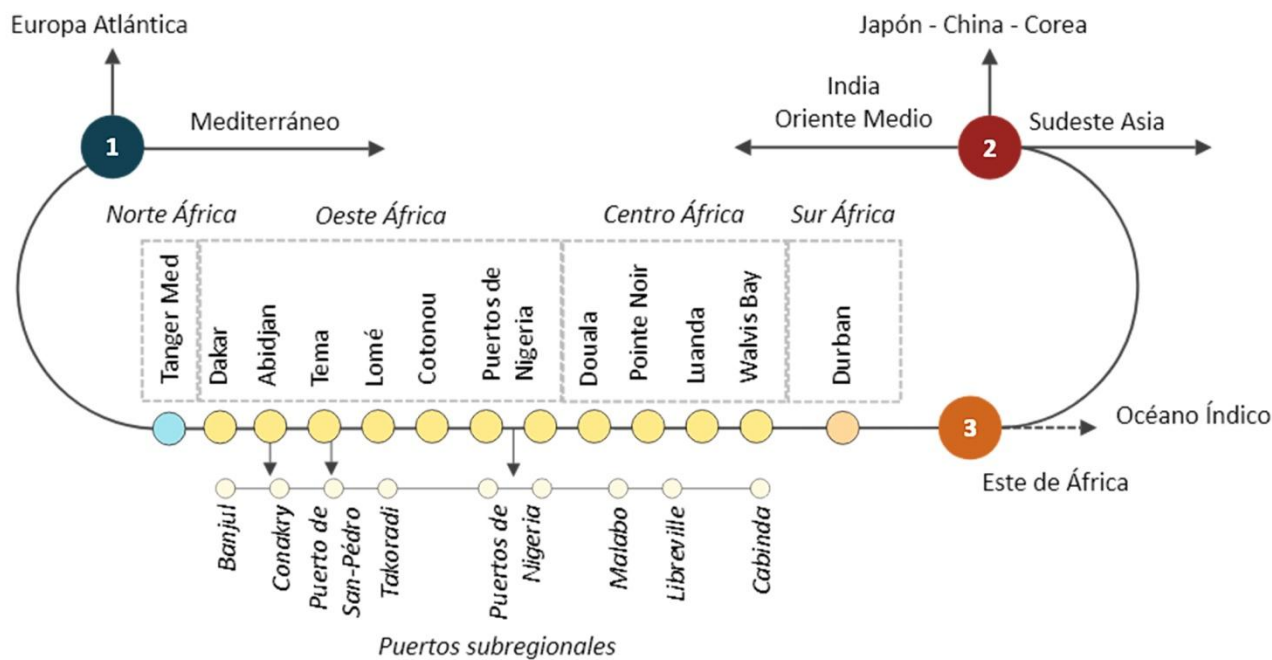 Europa Atlántica
Japón - China - Corea
1
Mediterráneo
India
Oriente Medio
2
Sudeste Asia
Norte África
Oeste África
Centro África
Sur África
Tanger Med
Dakar
Abidjan
Tema
Lomé
Cotonou
Puertos de
Nigeria
Douala
Pointe Noir
Luanda
Walvis Bay
Durban
3
Océano Índico
Este de África
Banjul
Conakry
Puerto de
San-Pédro
Takoradi
Puertos de
Nigeria
Malabo
Libreville
Cabinda
Puertos subregionales